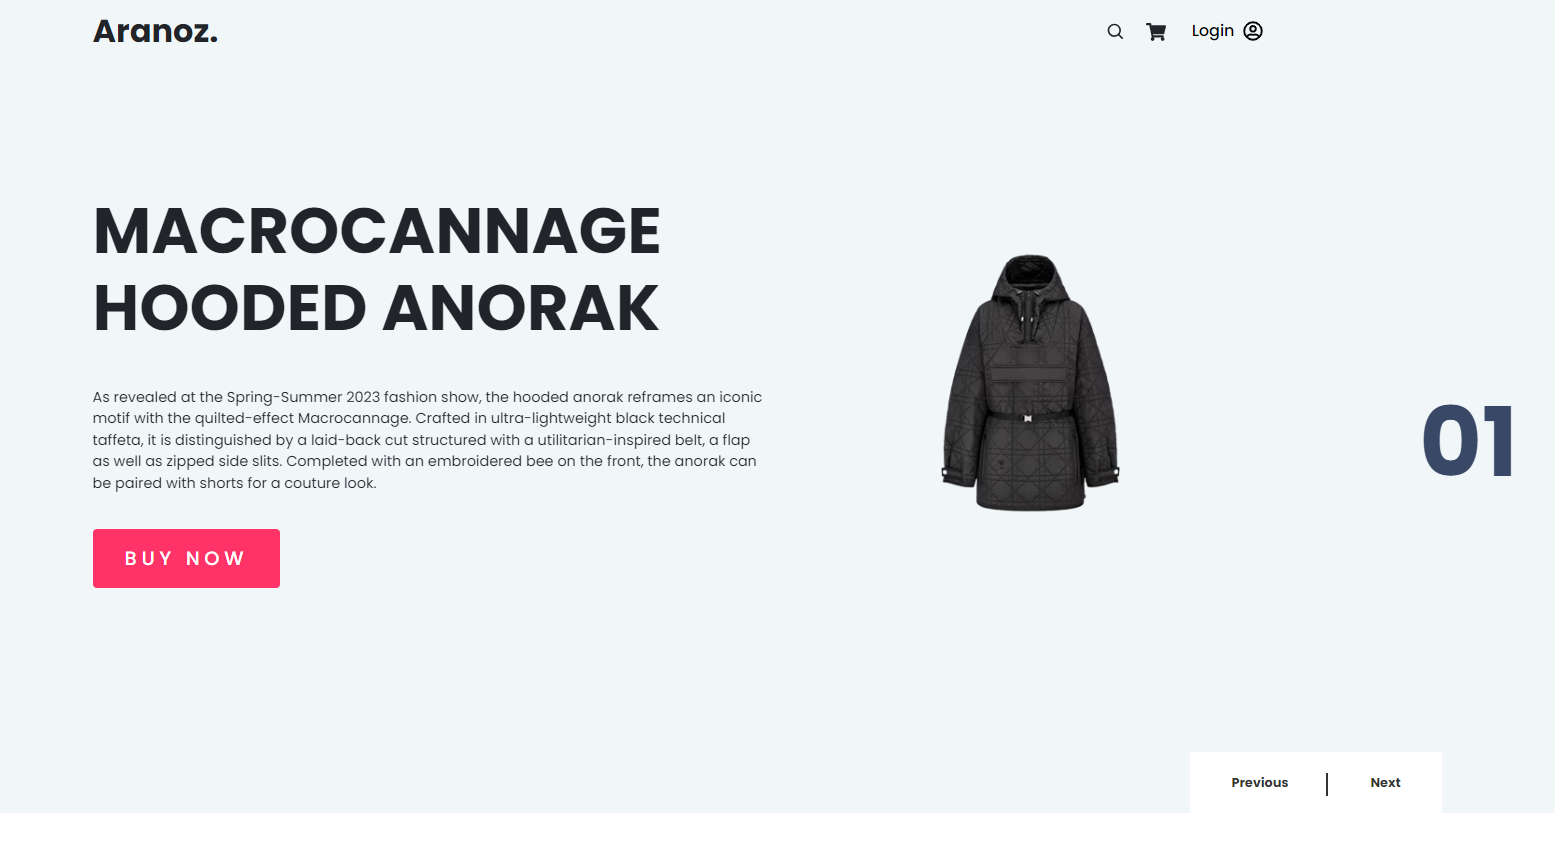 Aranoz.
Login
MACROCANNAGE
HOODED ANORAK
As revealed at the Spring-Summer 2023 fashion show, the hooded anorak reframes an iconic
motif with the quilted-effect Macrocannage. Crafted in ultra-lightweight black technical
taffeta, it is distinguished by a laid-back cut structured with a utilitarian-inspired belt, a flap
as well as zipped side slits. Completed with an embroidered bee on the front, the anorak can
be paired with shorts for a couture look.
BUY NOW
01
Previous | Next